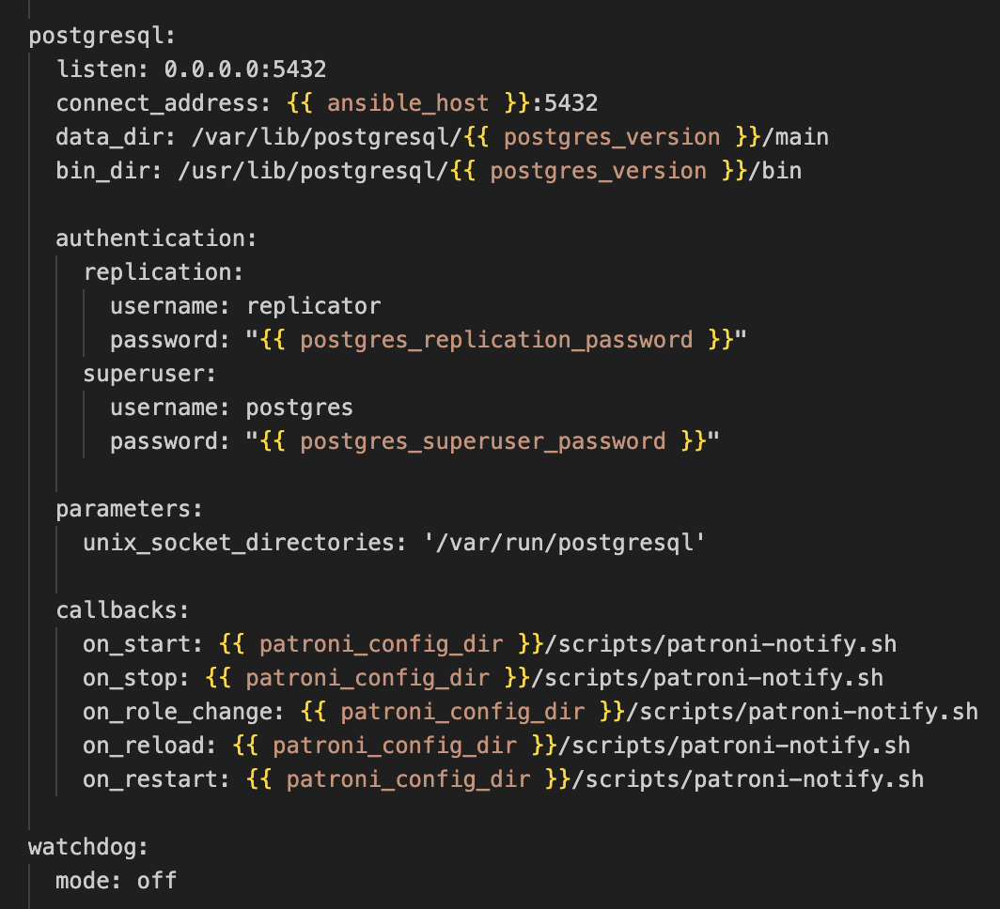 postgresql:
  listen: 0.0.0.0:5432
  connect_address: {{ ansible_host }}:5432
  data_dir: /var/lib/postgresql/{{ postgres_version }}/main
  bin_dir: /usr/lib/postgresql/{{ postgres_version }}/bin

  authentication:
    replication:
      username: replicator
      password: "{{ postgres_replication_password }}"
    superuser:
      username: postgres
      password: "{{ postgres_superuser_password }}"

  parameters:
    unix_socket_directories: '/var/run/postgresql'

  callbacks:
    on_start: {{ patroni_config_dir }}/scripts/patroni-notify.sh
    on_stop: {{ patroni_config_dir }}/scripts/patroni-notify.sh
    on_role_change: {{ patroni_config_dir }}/scripts/patroni-notify.sh
    on_reload: {{ patroni_config_dir }}/scripts/patroni-notify.sh
    on_restart: {{ patroni_config_dir }}/scripts/patroni-notify.sh

watchdog:
  mode: off